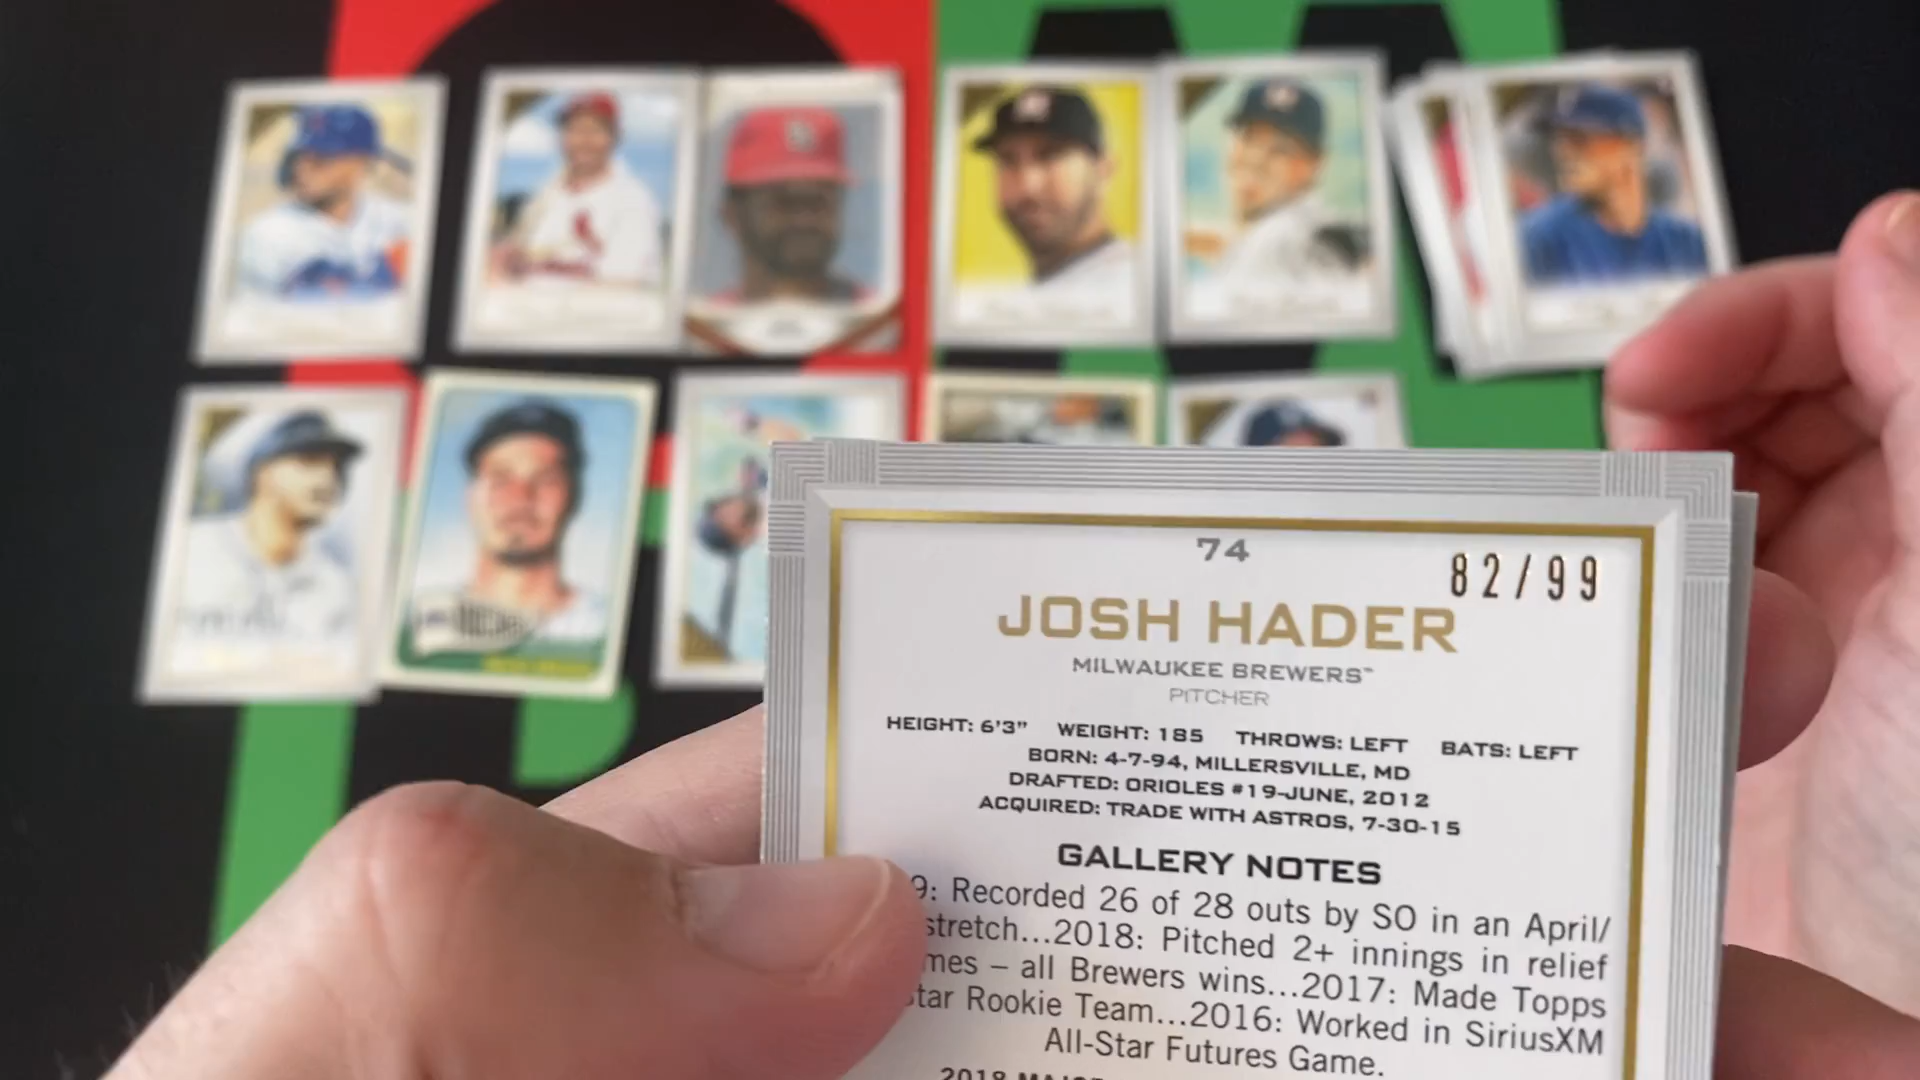 74
82/99
JOSH HADER
MILWAUKEE BREWERS™
PITCHER
HEIGHT: 6'3” WEIGHT: 185 THROWS: LEFT BATS: LEFT
BORN: 4-7-94, MILLERSVILLE, MD
DRAFTED: ORIOLES #19-JUNE, 2012
ACQUIRED: TRADE WITH ASTROS, 7-30-15
GALLERY NOTES
9: Recorded 26 of 28 outs by SO in an April/
stretch...2018: Pitched 2+ innings in relief
mes – all Brewers wins...2017: Made Topps
tar Rookie Team...2016: Worked in SiriusXM
All-Star Futures Game.
2018